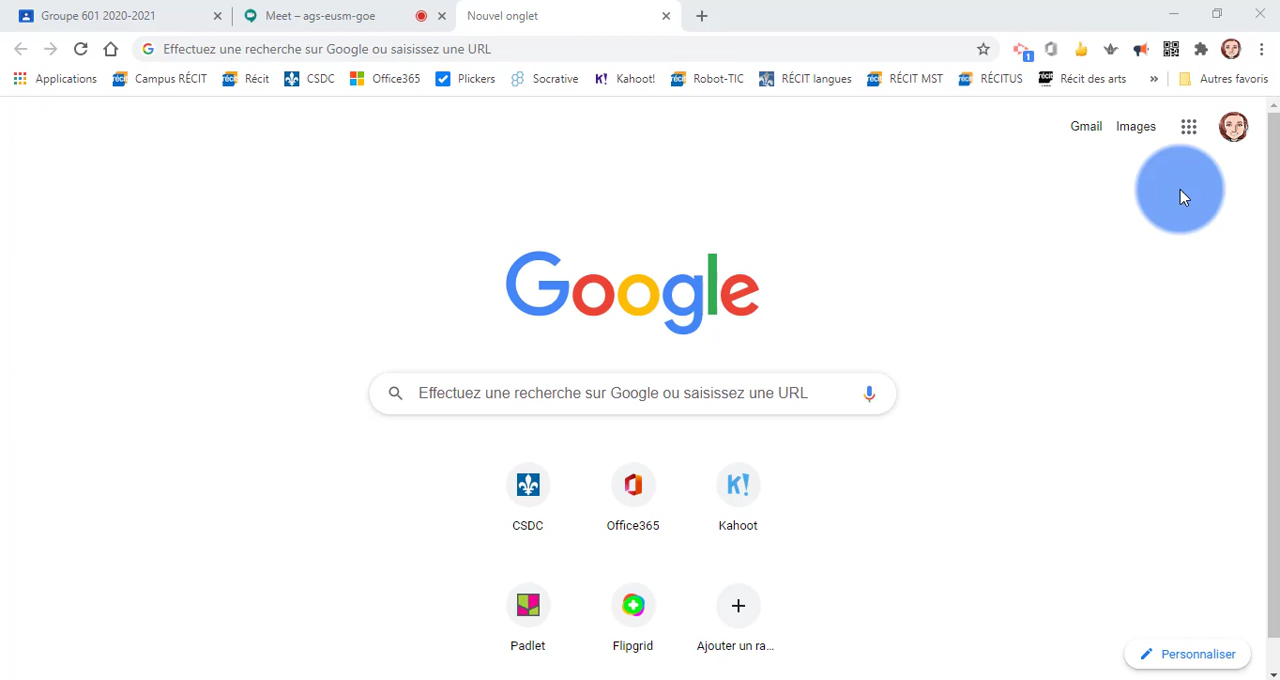 Groupe 601 2020-2021
Meet – ags-eusm-goe
Nouvel onglet
Effectuez une recherche sur Google ou saisissez une URL
1
Applications
Campus RÉCIT
Récit
CSDC
Office365
Plickers
Socrative
K! Kahoot!
Robot-TIC
RÉCIT langues
RÉCIT MST
RÉCITUS
Récit des arts
»
Autres favoris
Gmail
Images
Google
Effectuez une recherche sur Google ou saisissez une URL
K!
CSDC
Office365
Kahoot
Padlet
Flipgrid
Ajouter un ra...
Personnaliser